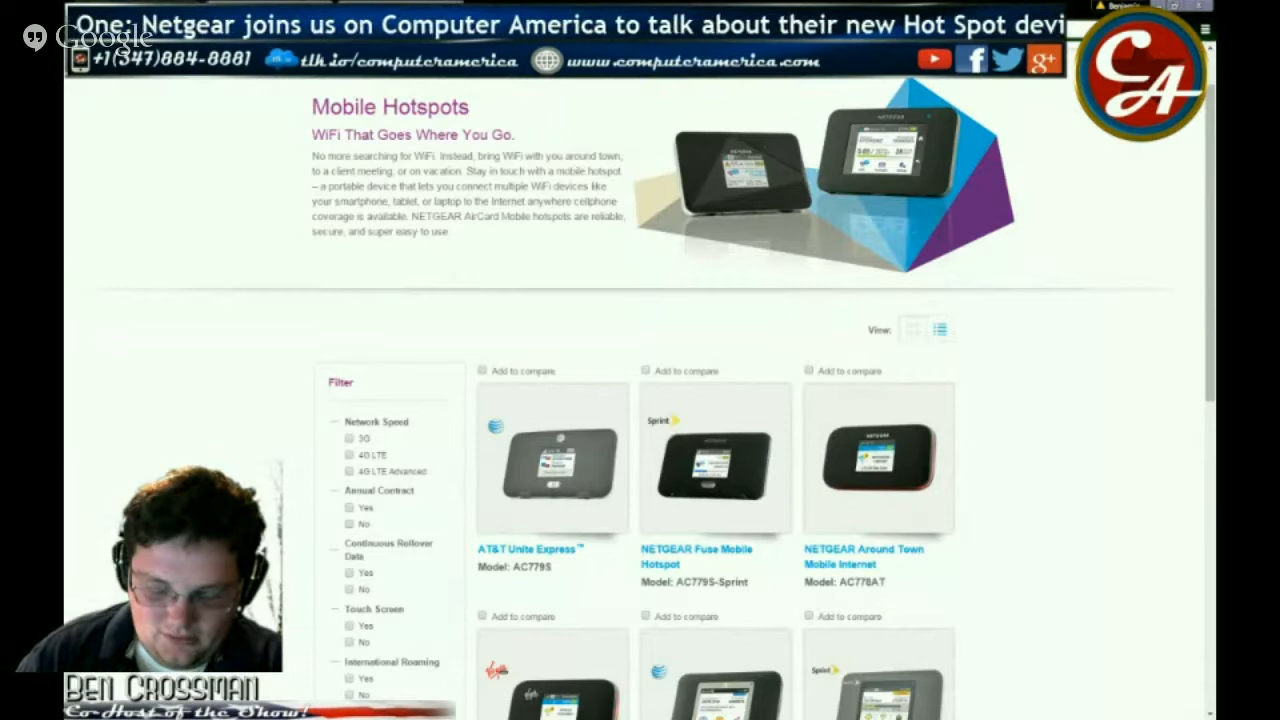 One: Netgear joins us on Computer America to talk about their new Hot Spot devi
Google
+1(347)884-8881 tlk.io/computeramerica www.computeramerica.com
CA
Mobile Hotspots
WiFi That Goes Where You Go.
No more searching for WiFi. Instead, bring WiFi with you around town,
to a client meeting, or on vacation. Stay in touch with a mobile hotspot
– a portable device that lets you connect multiple WiFi devices like
your smartphone, tablet, or laptop to the Internet anywhere cellphone
coverage is available. NETGEAR AirCard Mobile hotspots are reliable,
secure, and super easy to use
View:
Filter
Network Speed
3G
4G LTE
4G LTE Advanced
Annual Contract
Yes
No
Continuous Rollover
Data
Yes
No
Touch Screen
Yes
No
International Roaming
Yes
No
Add to compare Add to compare Add to compare
Sprint
NETGEAR
AT&T Unite Express™
Model: AC779S
NETGEAR Fuse Mobile
Hotspot
Model: AC779S-Sprint
NETGEAR Around Town
Mobile Internet
Model: AC778AT
Add to compare Add to compare Add to compare
Sprint
BEN CROSSMAN
Co-Host of the Show!